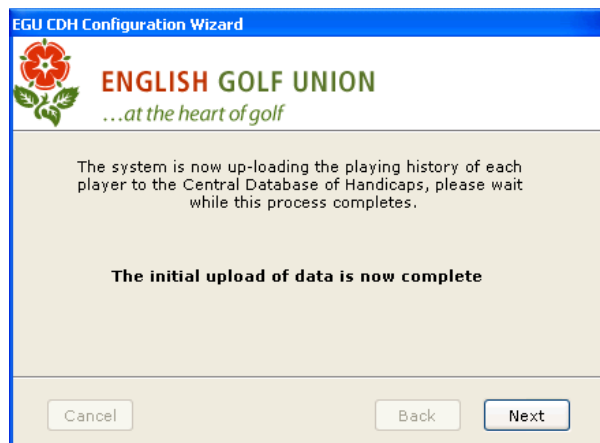 EGU CDH Configuration Wizard
ENGLISH GOLF UNION
...at the heart of golf
The system is now up-loading the playing history of each
player to the Central Database of Handicaps, please wait
while this process completes.
The initial upload of data is now complete
Cancel
Back
Next